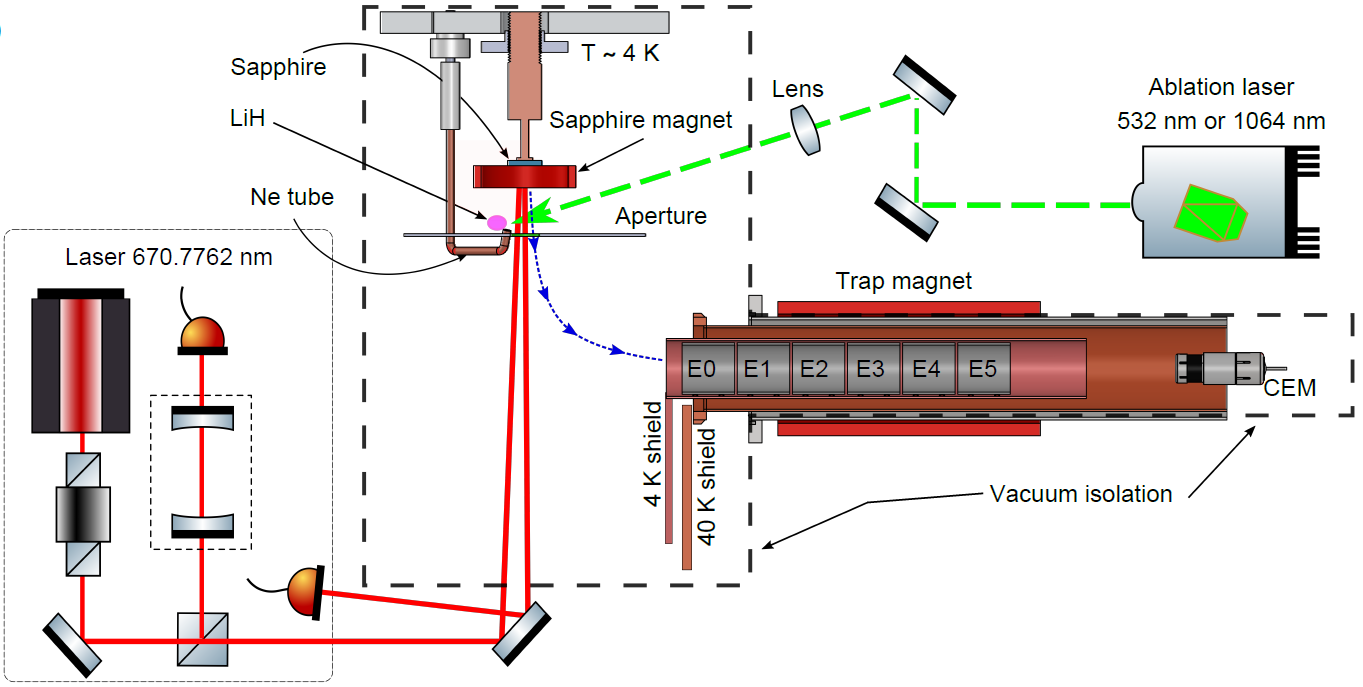 T ~ 4 K
Sapphire
LiH
Sapphire magnet
Lens
Ablation laser
532 nm or 1064 nm
Ne tube
Aperture
Laser 670.7762 nm
Trap magnet
E0 E1 E2 E3 E4 E5
CEM
4 K shield
40 K shield
Vacuum isolation